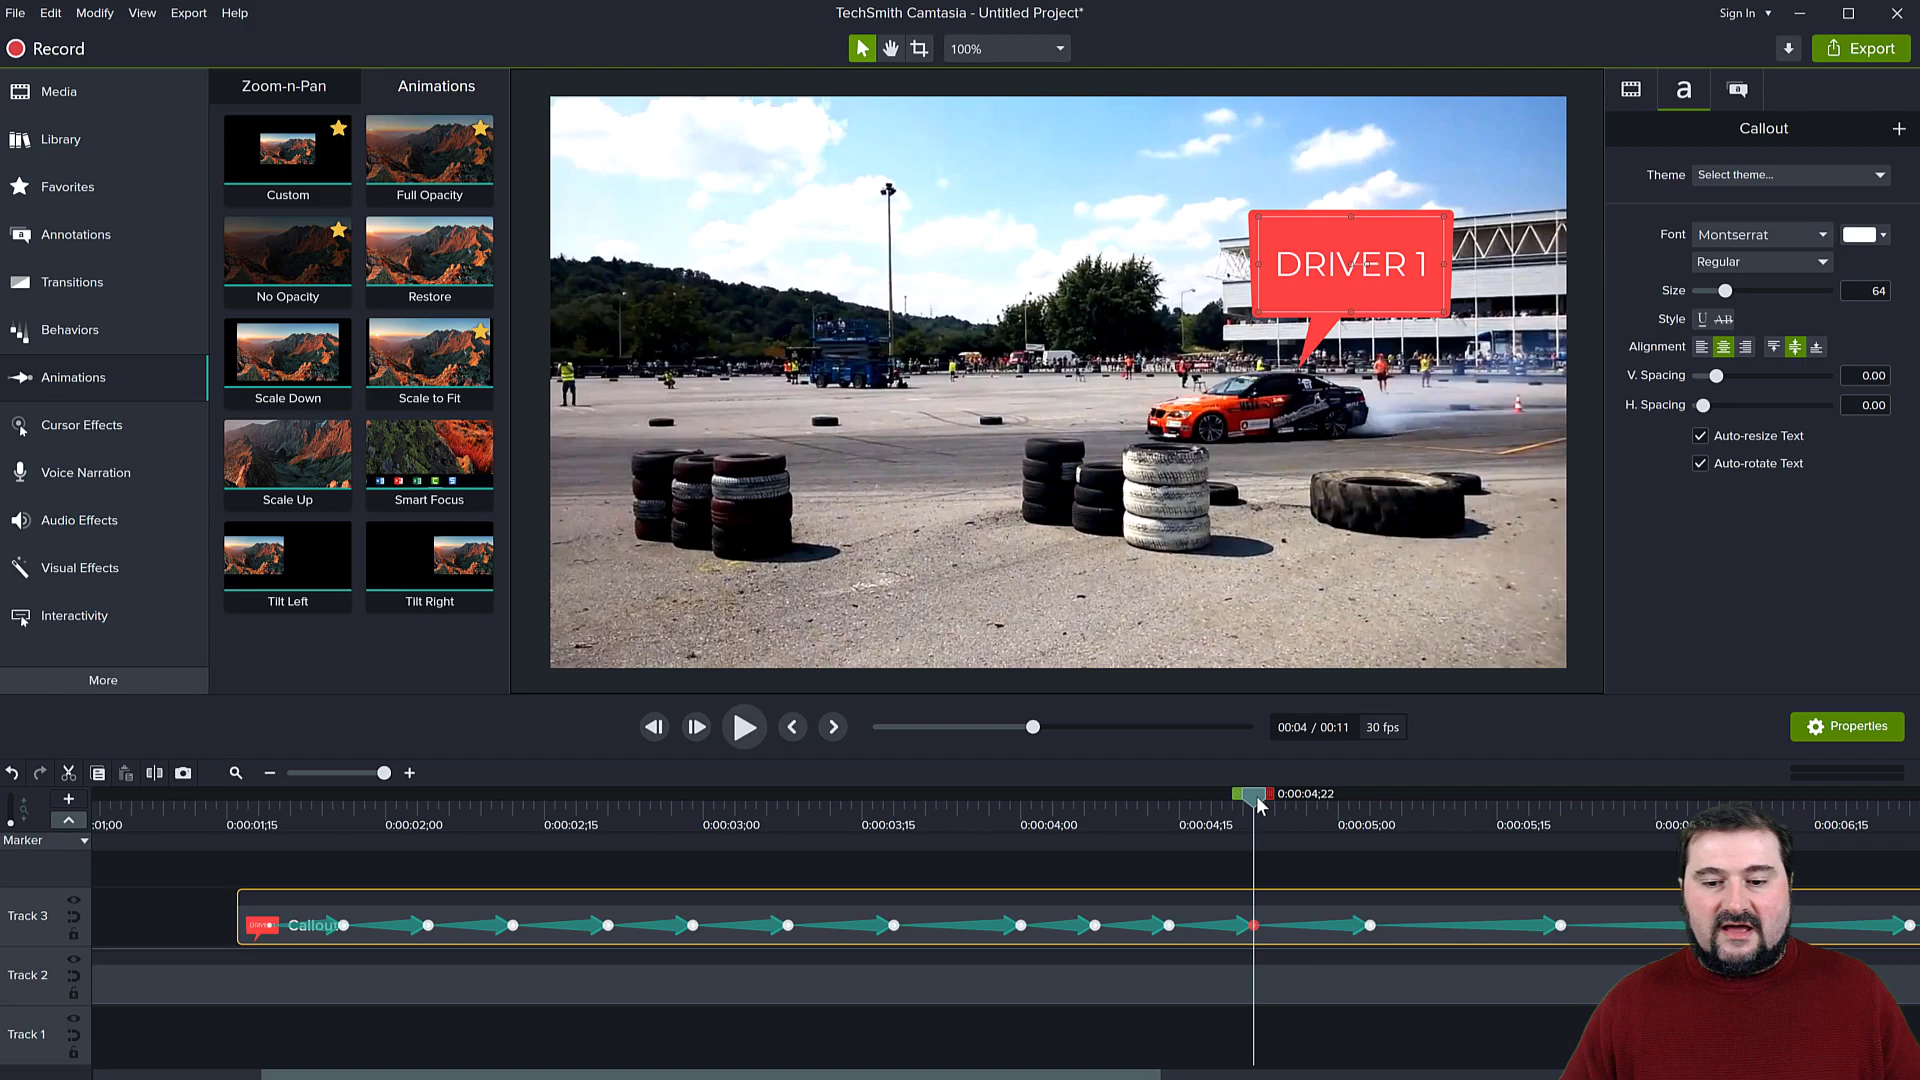 File Edit Modify View Export Help
TechSmith Camtasia - Untitled Project*
Sign In
Record
100%
Export
Media
Library
Favorites
Annotations
Transitions
Behaviors
Animations
Cursor Effects
Voice Narration
Audio Effects
Visual Effects
Interactivity
More
Zoom-n-Pan Animations
Custom Full Opacity
No Opacity Restore
Scale Down Scale to Fit
Scale Up Smart Focus
Tilt Left Tilt Right
DRIVER 1
a
Callout
Theme Select theme...
Font Montserrat
Regular
Size 64
Style U AB
Alignment
V. Spacing 0.00
H. Spacing 0.00
Auto-resize Text
Auto-rotate Text
00:04 / 00:11 30 fps
Properties
0:00:04;22
:01;00 0:00:01;15 0:00:02;00 0:00:02;15 0:00:03;00 0:00:03;15 0:00:04;00 0:00:04;15 0:00:05;00 0:00:05;15 0:00:06;15
Marker
Track 3
Callout
Track 2
Track 1